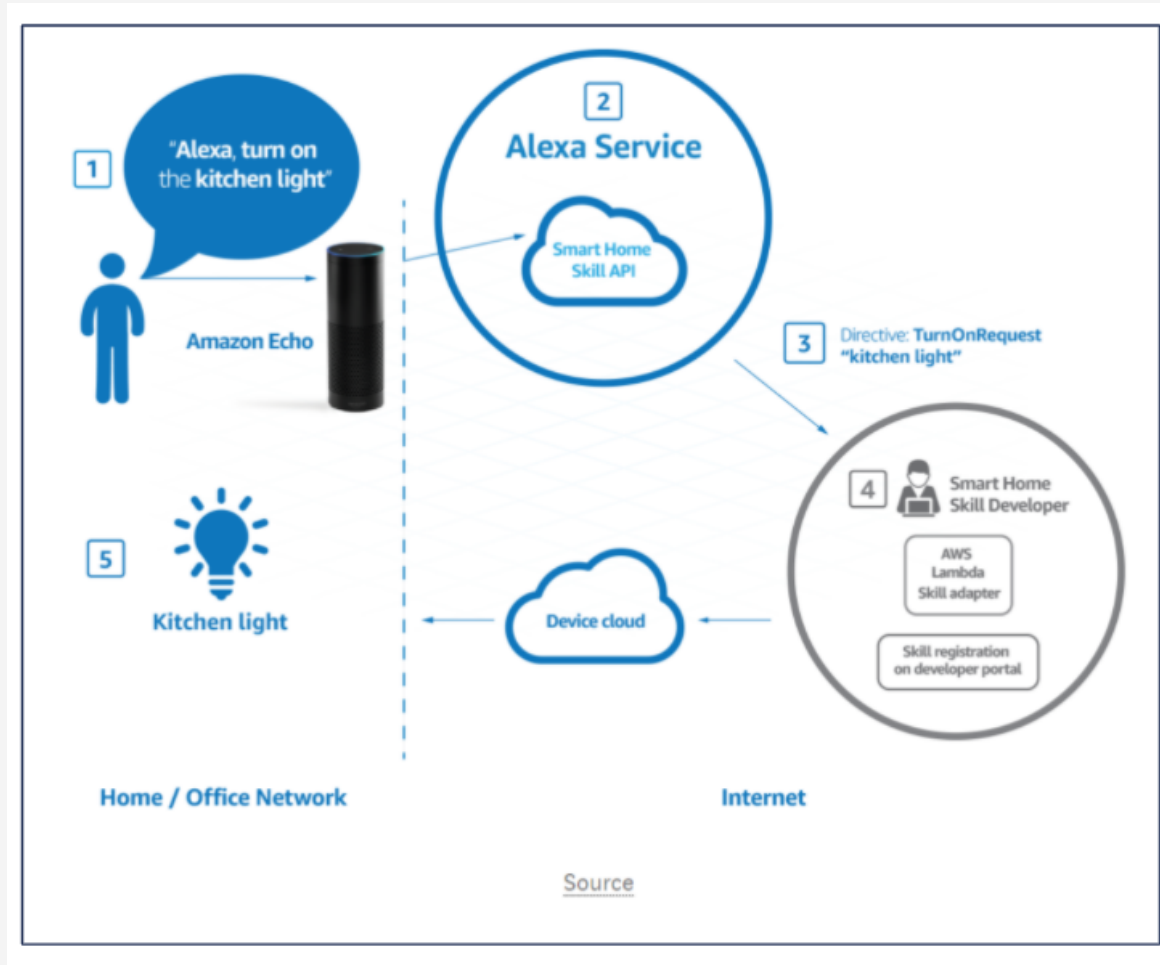 1
“Alexa, turn on
the kitchen light”
Amazon Echo
2
Alexa Service
Smart Home
Skill API
3
Directive: TurnOnRequest
“kitchen light”
4
Smart Home
Skill Developer
AWS
Lambda
Skill adapter
Skill registration
on developer portal
Device cloud
5
Kitchen light
Home / Office Network
Internet
Source